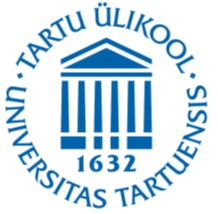 · TARTU ÜLIKOOL ·
UNIVERSITAS TARTUENSIS
1632